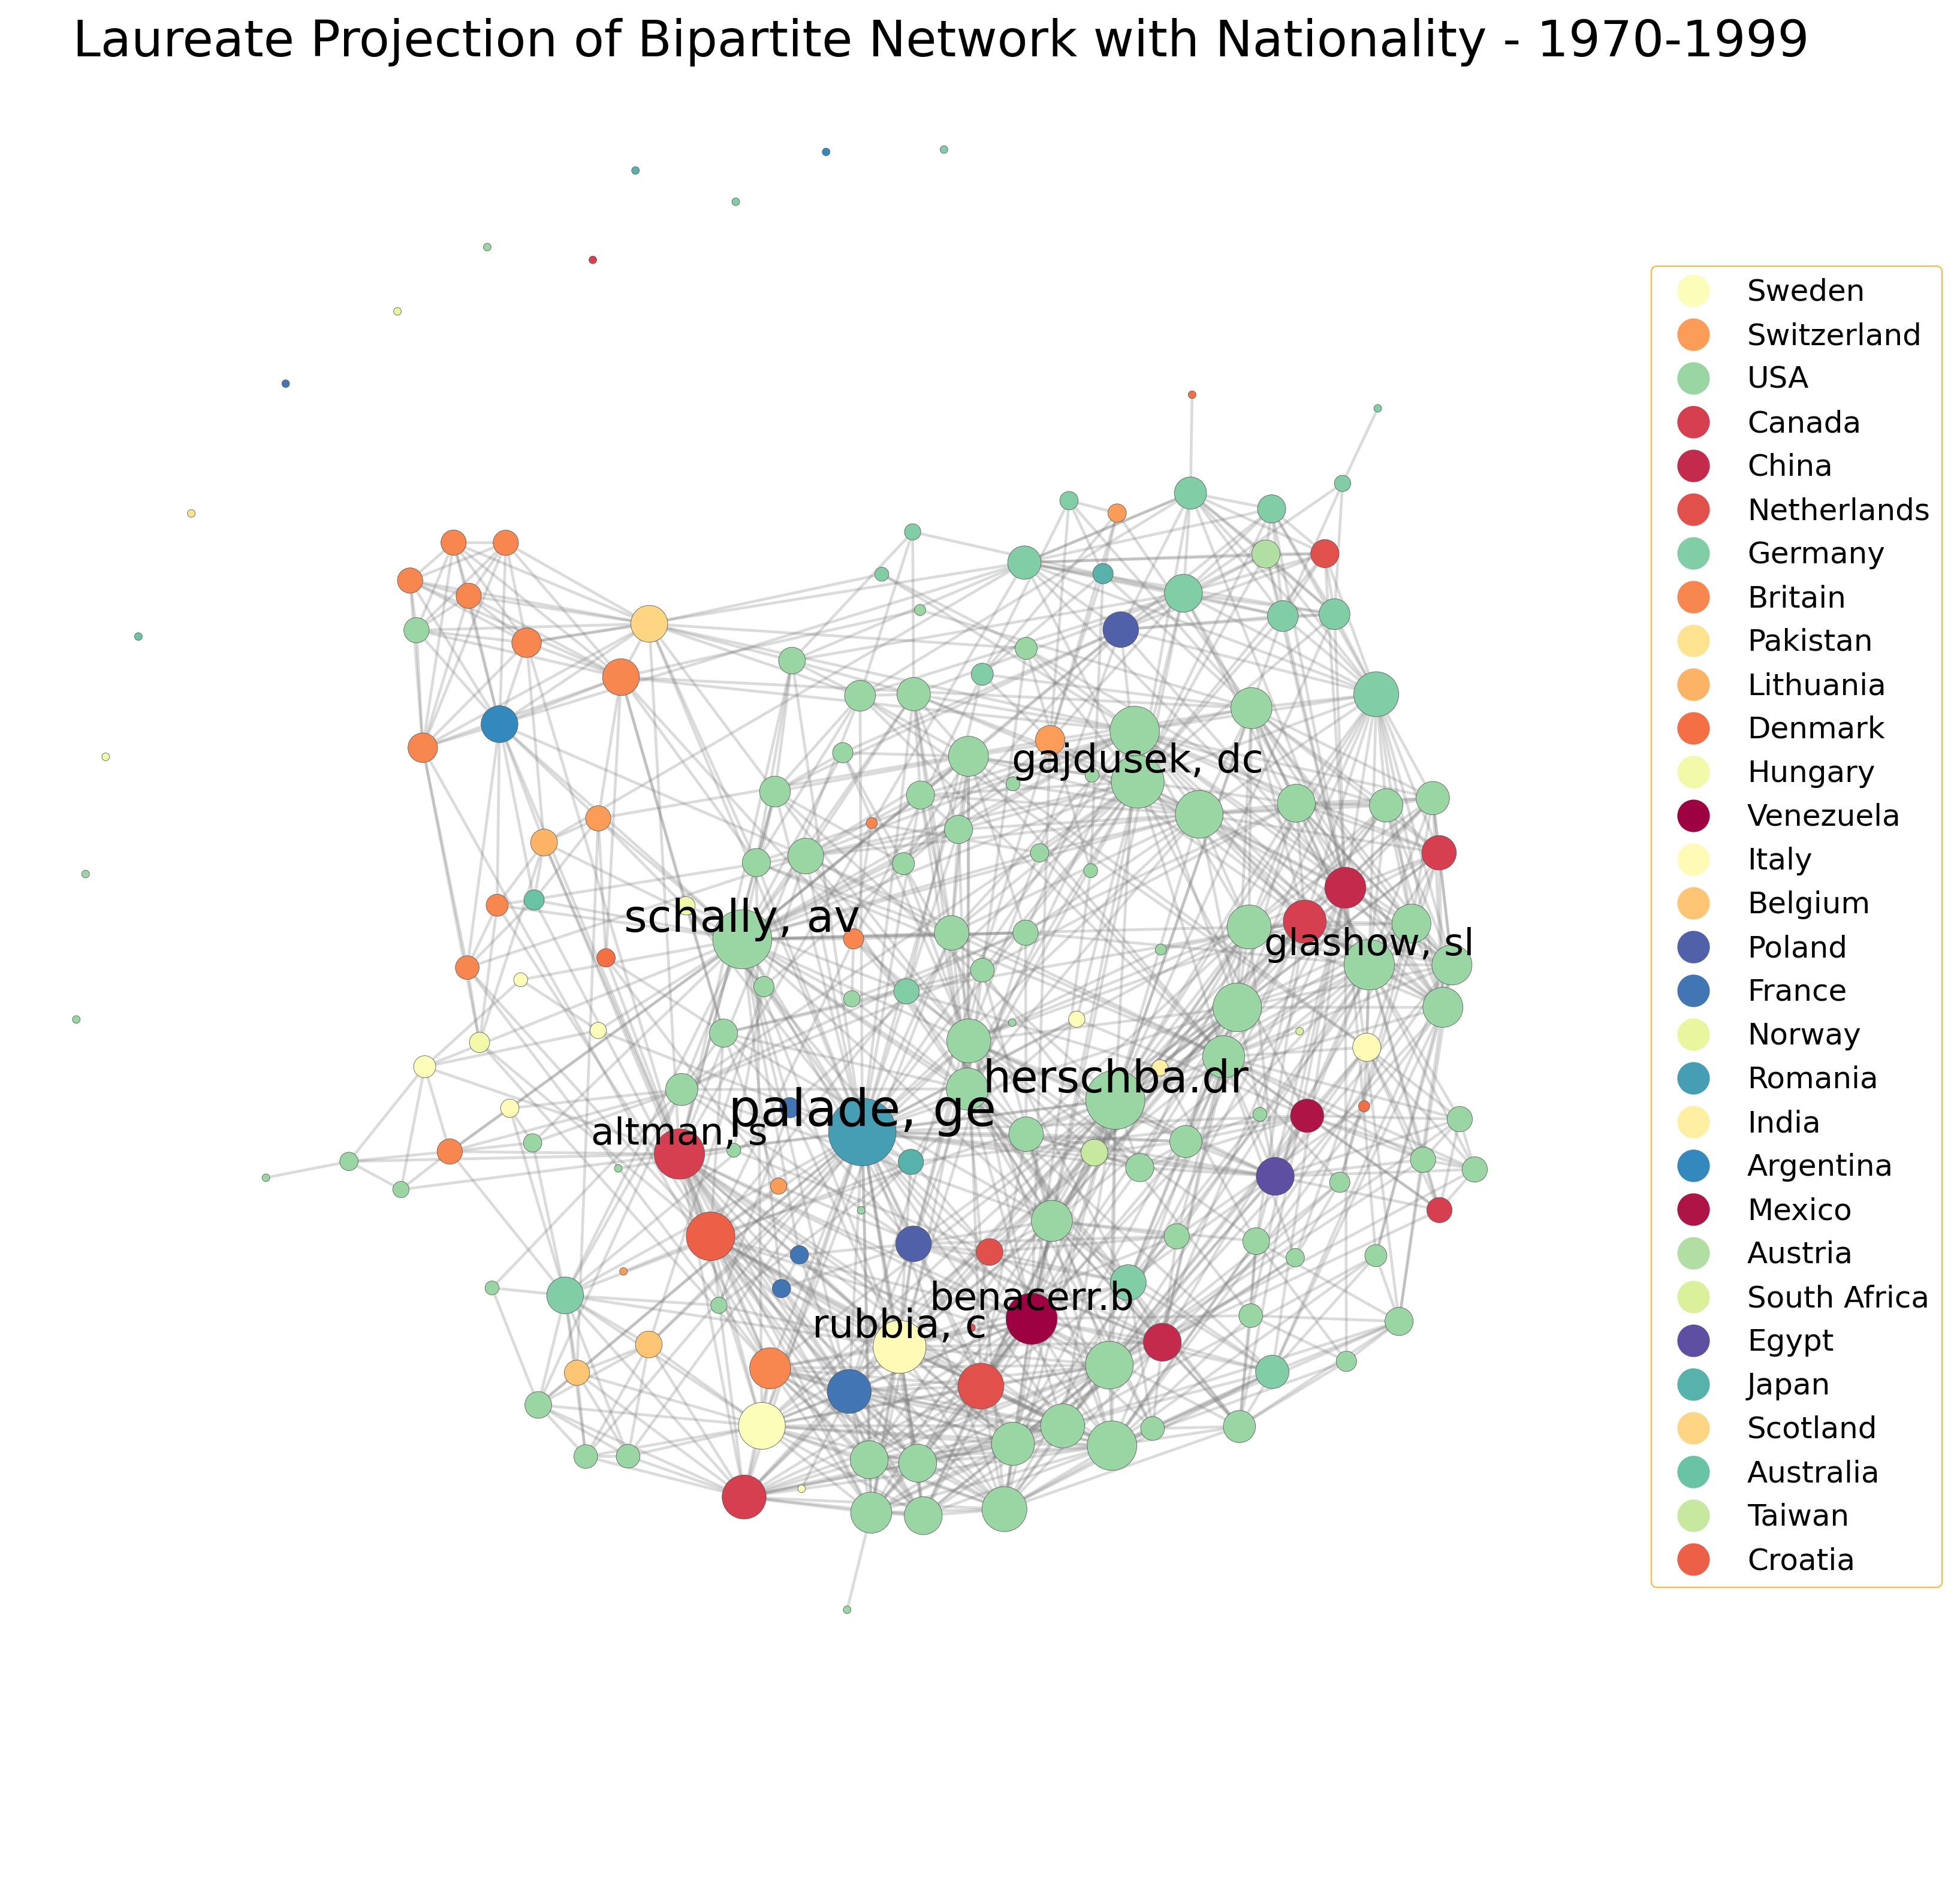 Laureate Projection of Bipartite Network with Nationality - 1970-1999
gajdusek, dc
schally, av
glashow, sl
herschba.dr
palade, ge
altman, s
benacerr.b
rubbia, c
Sweden
Switzerland
USA
Canada
China
Netherlands
Germany
Britain
Pakistan
Lithuania
Denmark
Hungary
Venezuela
Italy
Belgium
Poland
France
Norway
Romania
India
Argentina
Mexico
Austria
South Africa
Egypt
Japan
Scotland
Australia
Taiwan
Croatia